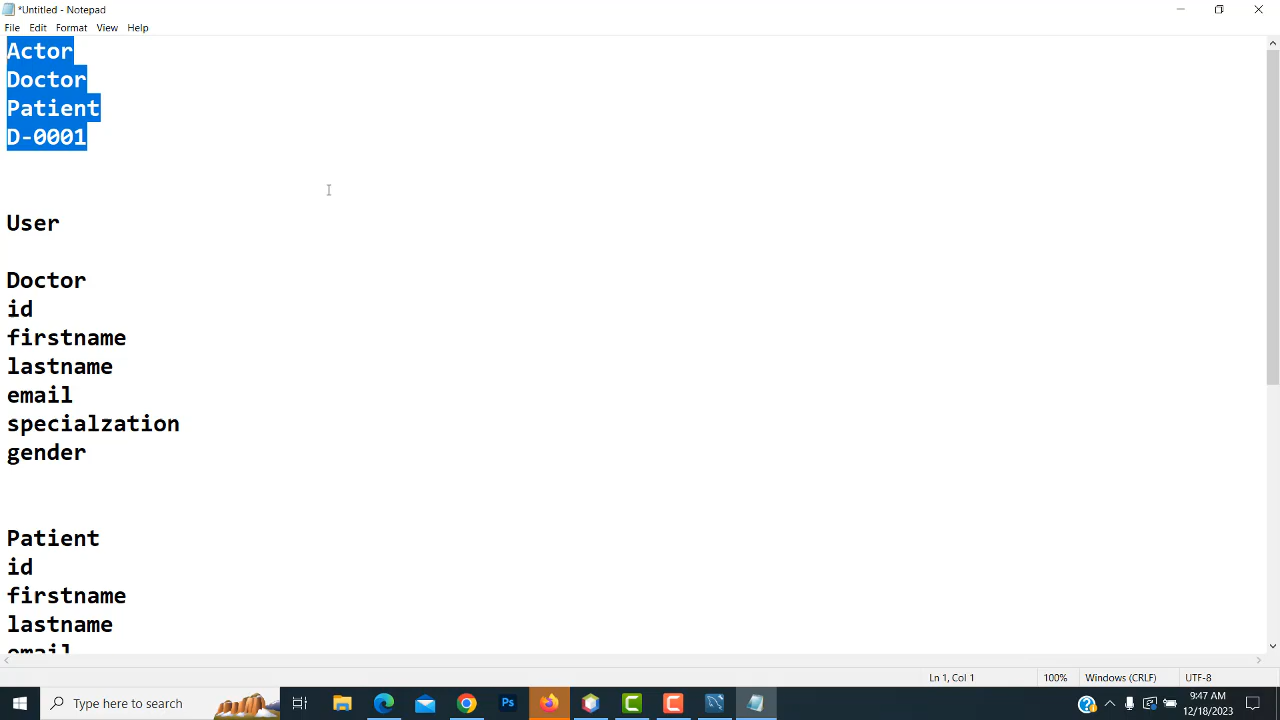 *Untitled - Notepad
File Edit Format View Help
Actor
Doctor
Patient
D-0001
User
Doctor
id
firstname
lastname
email
specialzation
gender
Patient
id
firstname
lastname
email
Ln 1, Col 1 100% Windows (CRLF) UTF-8
Type here to search
Ps
9:47 AM
12/18/2023